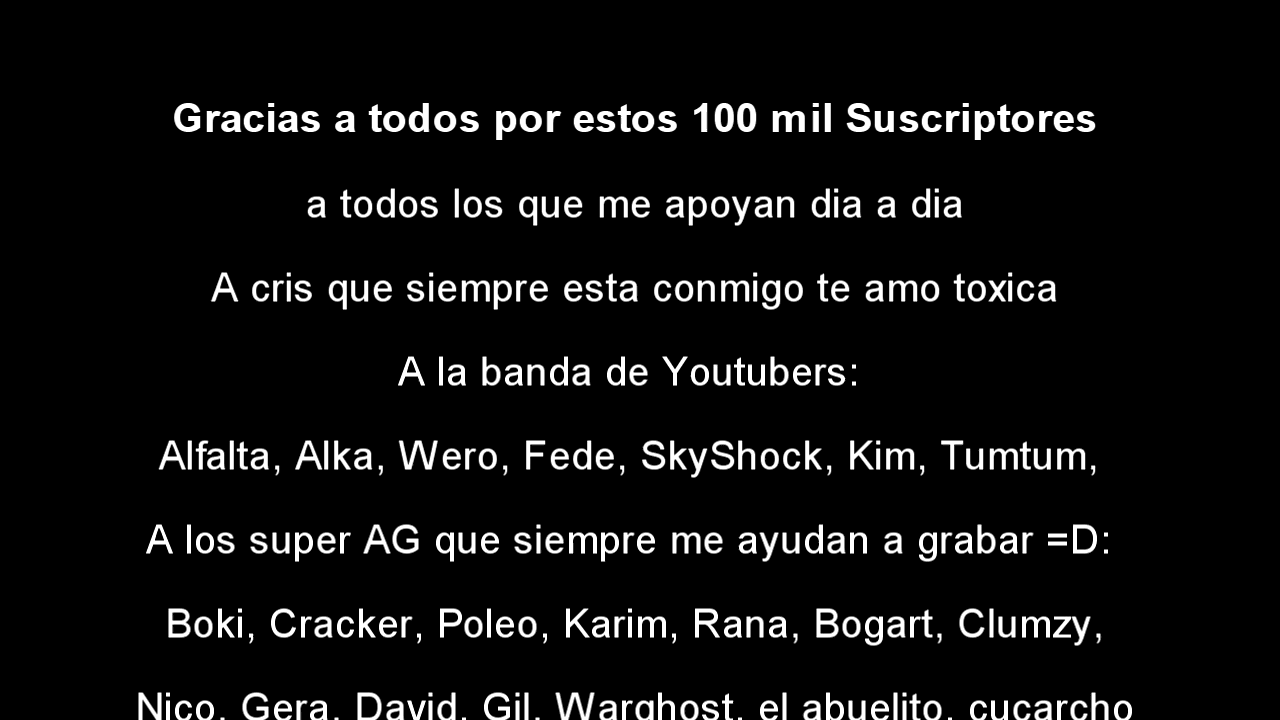 Gracias a todos por estos 100 mil Suscriptores
a todos los que me apoyan dia a dia
A cris que siempre esta conmigo te amo toxica
A la banda de Youtubers:
Alfalta, Alka, Wero, Fede, SkyShock, Kim, Tumtum,
A los super AG que siempre me ayudan a grabar =D:
Boki, Cracker, Poleo, Karim, Rana, Bogart, Clumzy,
Nico, Gera, David, Gil, Warghost, el abuelito, cucarcho